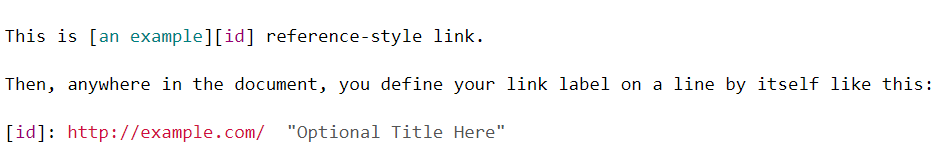 This is [an example][id] reference-style link.
Then, anywhere in the document, you define your link label on a line by itself like this:
[id]: http://example.com/  "Optional Title Here"